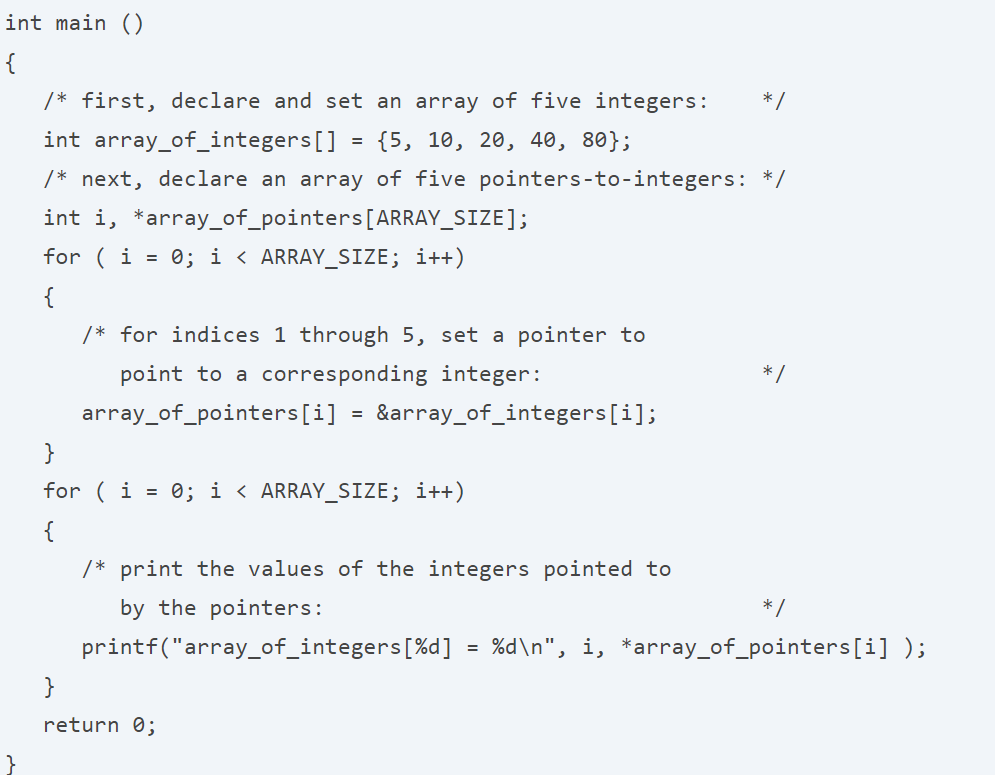 int main ()
{
   /* first, declare and set an array of five integers:    */
   int array_of_integers[] = {5, 10, 20, 40, 80};
   /* next, declare an array of five pointers-to-integers: */
   int i, *array_of_pointers[ARRAY_SIZE];
   for ( i = 0; i < ARRAY_SIZE; i++)
   {
      /* for indices 1 through 5, set a pointer to
         point to a corresponding integer:                 */
      array_of_pointers[i] = &array_of_integers[i];
   }
   for ( i = 0; i < ARRAY_SIZE; i++)
   {
      /* print the values of the integers pointed to
         by the pointers:                                  */
      printf("array_of_integers[%d] = %d\n", i, *array_of_pointers[i] );
   }
   return 0;
}